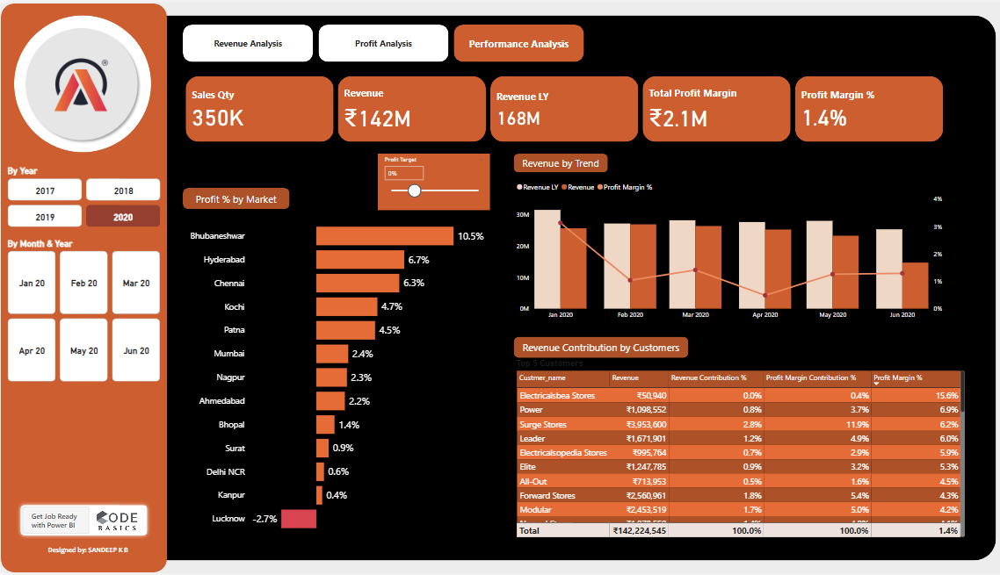 ®
By Year
2017 2018
2019 2020
By Month & Year
Jan 20 Feb 20 Mar 20
Apr 20 May 20 Jun 20
Get Job Ready
with Power BI
CODE
BASICS
Designed by: SANDEEP K B
Revenue Analysis Profit Analysis Performance Analysis
Sales Qty
350K
Revenue
₹142M
Revenue LY
168M
Total Profit Margin
₹2.1M
Profit Margin %
1.4%
Profit Target
0%
Profit % by Market
Bhubaneshwar 10.5%
Hyderabad 6.7%
Chennai 6.3%
Kochi 4.7%
Patna 4.5%
Mumbai 2.4%
Nagpur 2.3%
Ahmedabad 2.2%
Bhopal 1.4%
Surat 0.9%
Delhi NCR 0.6%
Kanpur 0.4%
Lucknow -2.7%
Revenue by Trend
Revenue LY Revenue Profit Margin %
4%
30M 3%
20M 2%
10M 1%
0M 0%
Jan 2020 Feb 2020 Mar 2020 Apr 2020 May 2020 Jun 2020
Revenue Contribution by Customers
Top 5 Customers
Custmer_name Revenue Revenue Contribution % Profit Margin Contribution % Profit Margin %
Electricalsbea Stores ₹50,940 0.0% 0.4% 15.6%
Power ₹1,098,552 0.8% 3.7% 6.9%
Surge Stores ₹3,953,600 2.8% 11.9% 6.2%
Leader ₹1,671,901 1.2% 4.9% 6.0%
Electricalsopedia Stores ₹995,764 0.7% 2.9% 5.9%
Elite ₹1,247,785 0.9% 3.2% 5.3%
All-Out ₹713,953 0.5% 1.6% 4.5%
Forward Stores ₹2,560,961 1.8% 5.4% 4.3%
Modular ₹2,453,519 1.7% 5.0% 4.2%
Total ₹142,224,545 100.0% 100.0% 1.4%